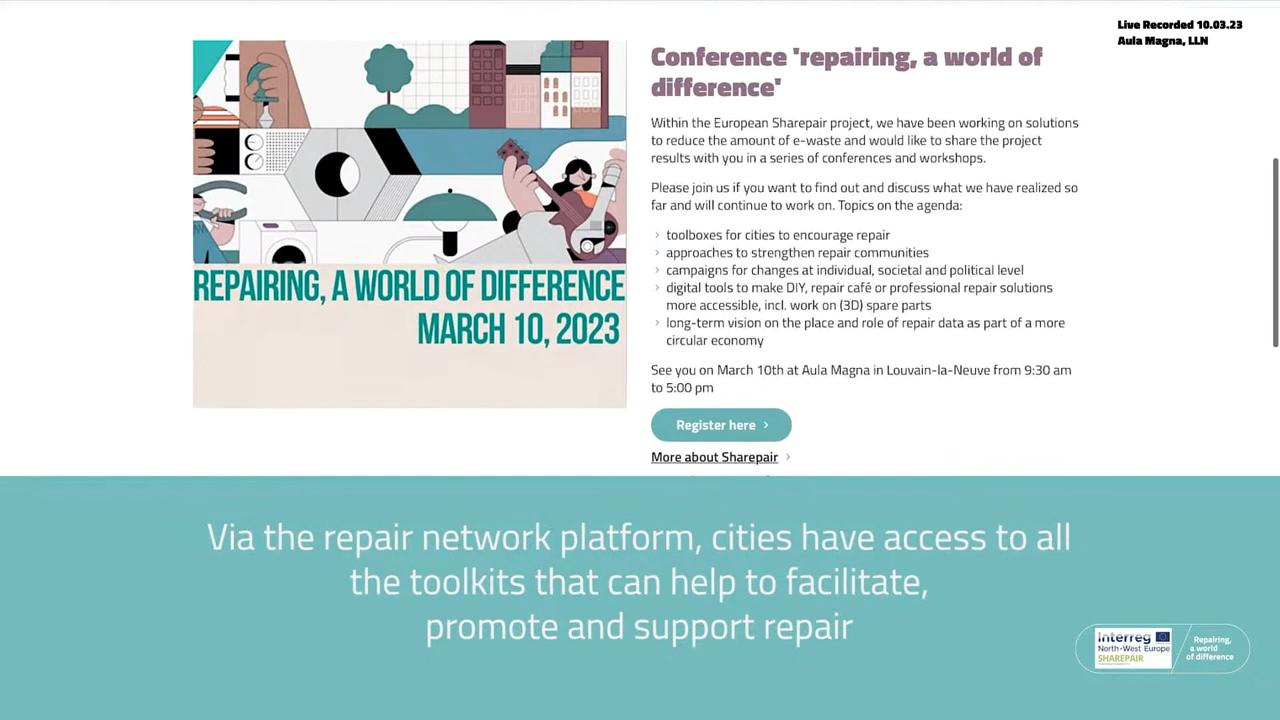 Live Recorded 10.03.23
Aula Magna, LLN
REPAIRING, A WORLD OF DIFFERENCE
MARCH 10, 2023
Conference 'repairing, a world of
difference'
Within the European Sharepair project, we have been working on solutions
to reduce the amount of e-waste and would like to share the project
results with you in a series of conferences and workshops.
Please join us if you want to find out and discuss what we have realized so
far and will continue to work on. Topics on the agenda:
toolboxes for cities to encourage repair
approaches to strengthen repair communities
campaigns for changes at individual, societal and political level
digital tools to make DIY, repair café or professional repair solutions
more accessible, incl. work on (3D) spare parts
long-term vision on the place and role of repair data as part of a more
circular economy
See you on March 10th at Aula Magna in Louvain-la-Neuve from 9:30 am
to 5:00 pm
Register here
More about Sharepair
Via the repair network platform, cities have access to all
the toolkits that can help to facilitate,
promote and support repair
Interreg
North-West Europe
SHAREPAIR
Repairing,
a world
of difference